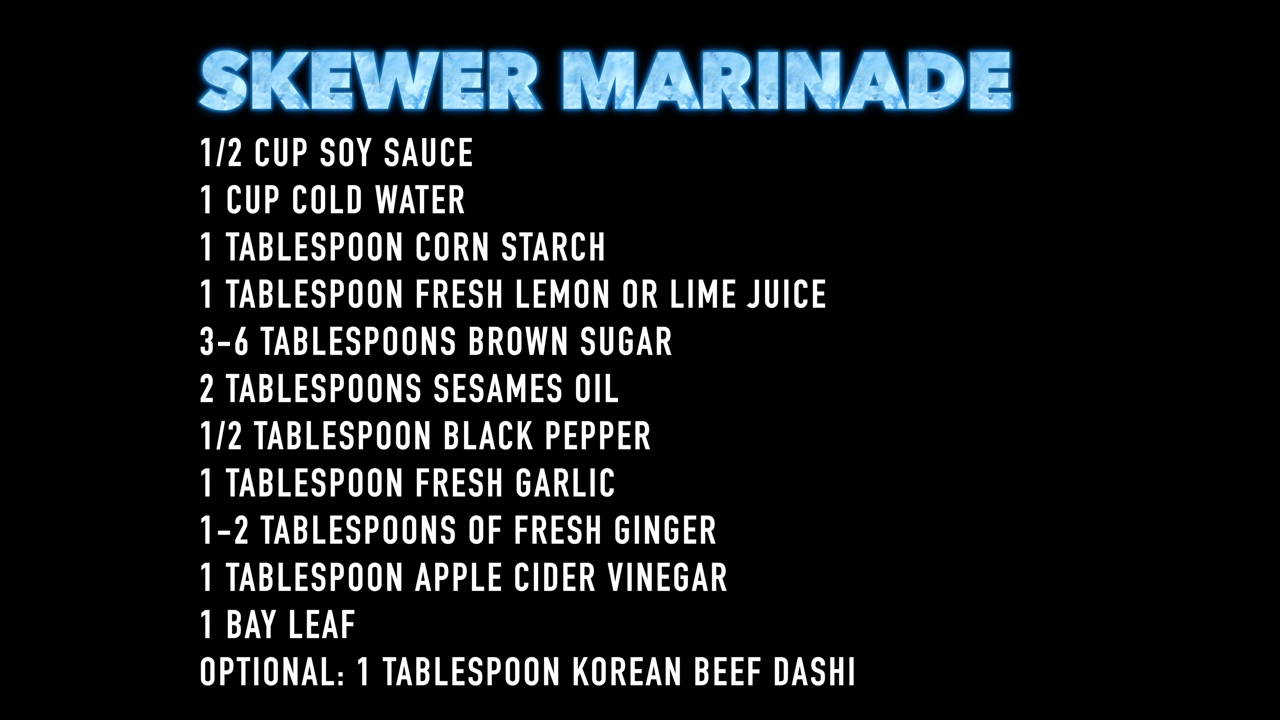 SKEWER MARINADE
1/2 CUP SOY SAUCE
1 CUP COLD WATER
1 TABLESPOON CORN STARCH
1 TABLESPOON FRESH LEMON OR LIME JUICE
3-6 TABLESPOONS BROWN SUGAR
2 TABLESPOONS SESAMES OIL
1/2 TABLESPOON BLACK PEPPER
1 TABLESPOON FRESH GARLIC
1-2 TABLESPOONS OF FRESH GINGER
1 TABLESPOON APPLE CIDER VINEGAR
1 BAY LEAF
OPTIONAL: 1 TABLESPOON KOREAN BEEF DASHI